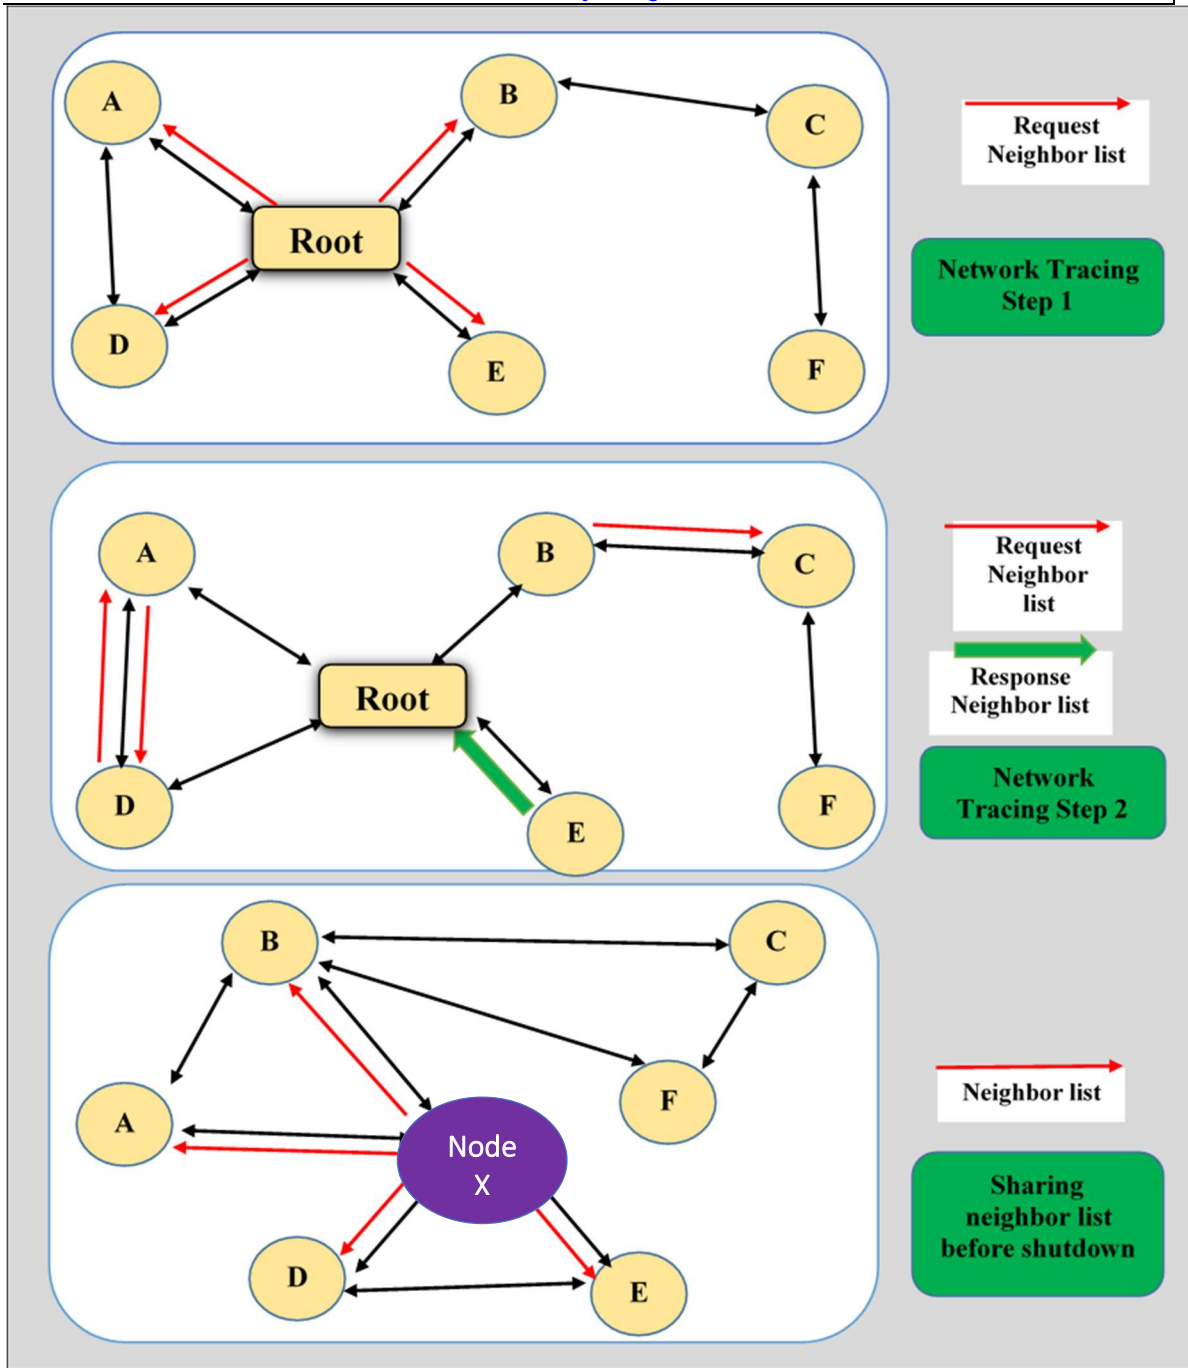 A
B
C
Root
D
E
F
Request
Neighbor list
Network Tracing
Step 1
A
B
C
Root
D
E
F
Request
Neighbor
list
Response
Neighbor list
Network
Tracing Step 2
B
C
A
F
Node
X
D
E
Neighbor list
Sharing
neighbor list
before shutdown